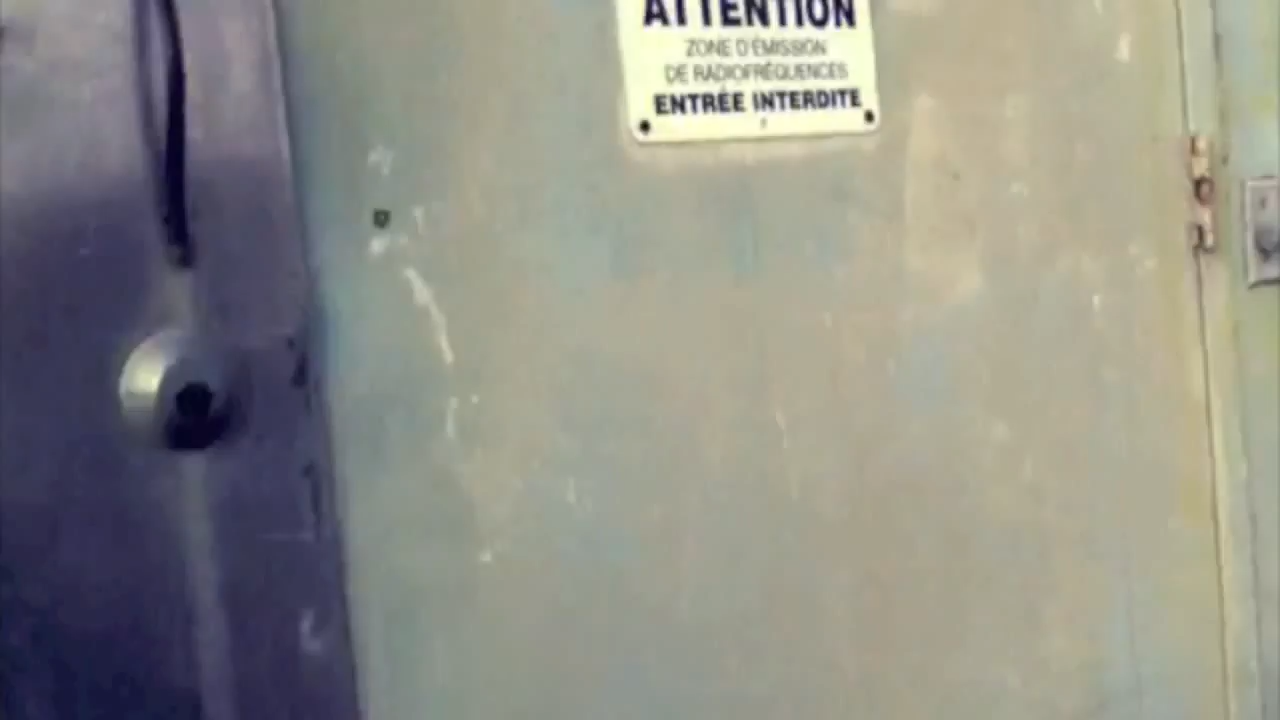 ATTENTION
ZONE D'ÉMISSION
DE RADIOFRÉQUENCES
ENTRÉE INTERDITE